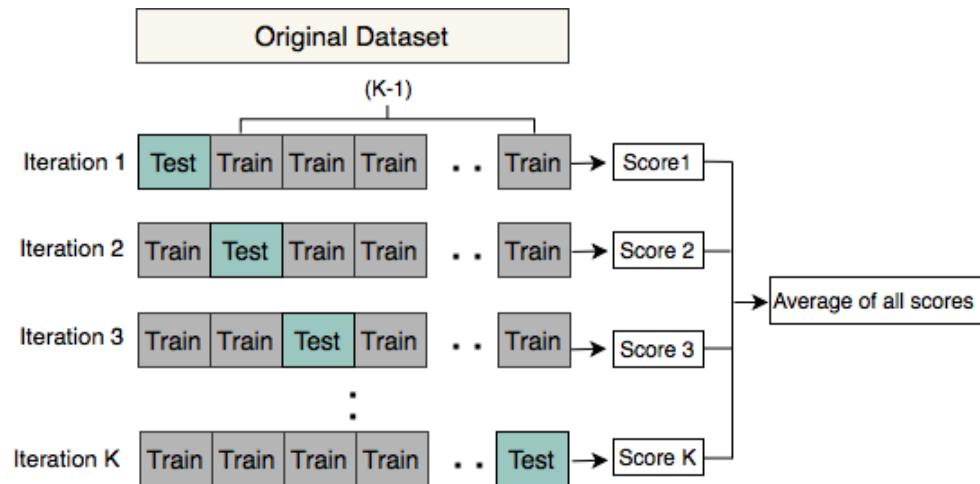 Original Dataset
(K-1)
Iteration 1 Test Train Train Train . . Train Score1
Iteration 2 Train Test Train Train . . Train Score 2
Average of all scores
Iteration 3 Train Train Test Train . . Train Score 3
:
Iteration K Train Train Train Train . . Test Score K